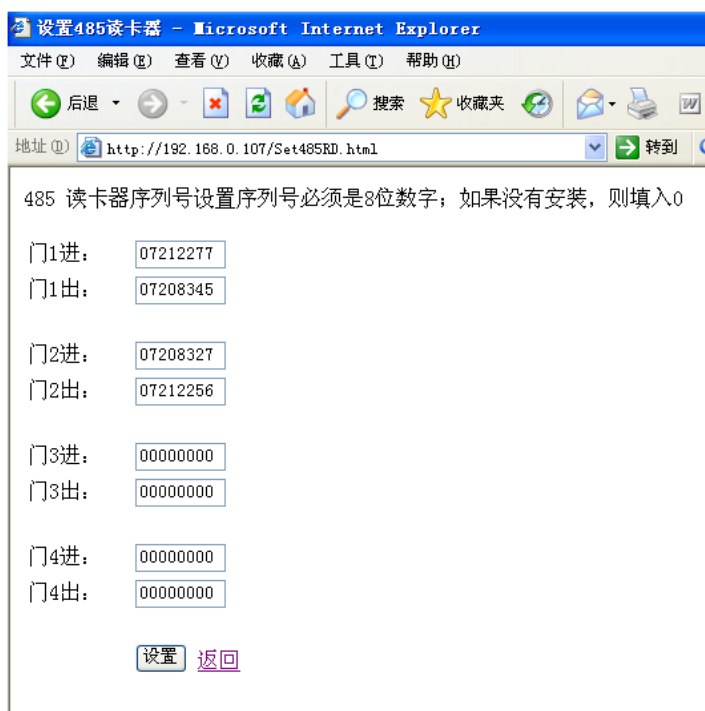 设置485读卡器 - Microsoft Internet Explorer
文件(F) 编辑(E) 查看(V) 收藏(A) 工具(T) 帮助(H)
后退 搜索 收藏夹 W
地址(D) http://192.168.0.107/Set485RD.html 转到
485 读卡器序列号设置序列号必须是8位数字；如果没有安装，则填入0
门1进： 07212277
门1出： 07208345
门2进： 07208327
门2出： 07212256
门3进： 00000000
门3出： 00000000
门4进： 00000000
门4出： 00000000
设置 返回